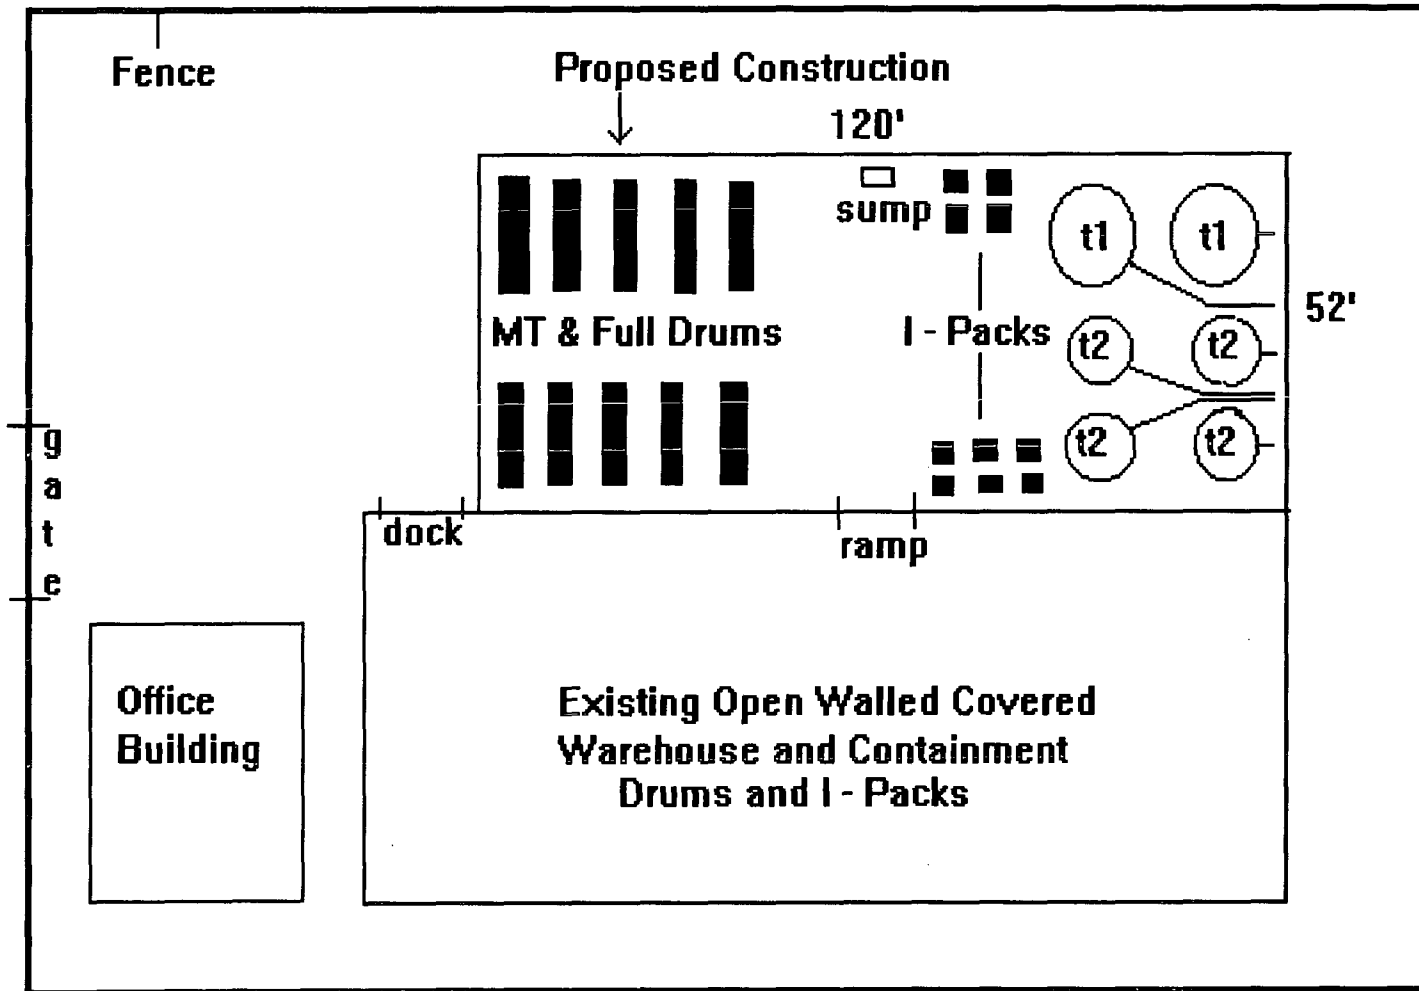 Fence
Proposed Construction
120'
sump
t1
t1
52'
MT & Full Drums
I - Packs
t2
t2
t2
t2
gate
dock
ramp
Office
Building
Existing Open Walled Covered
Warehouse and Containment
Drums and I - Packs